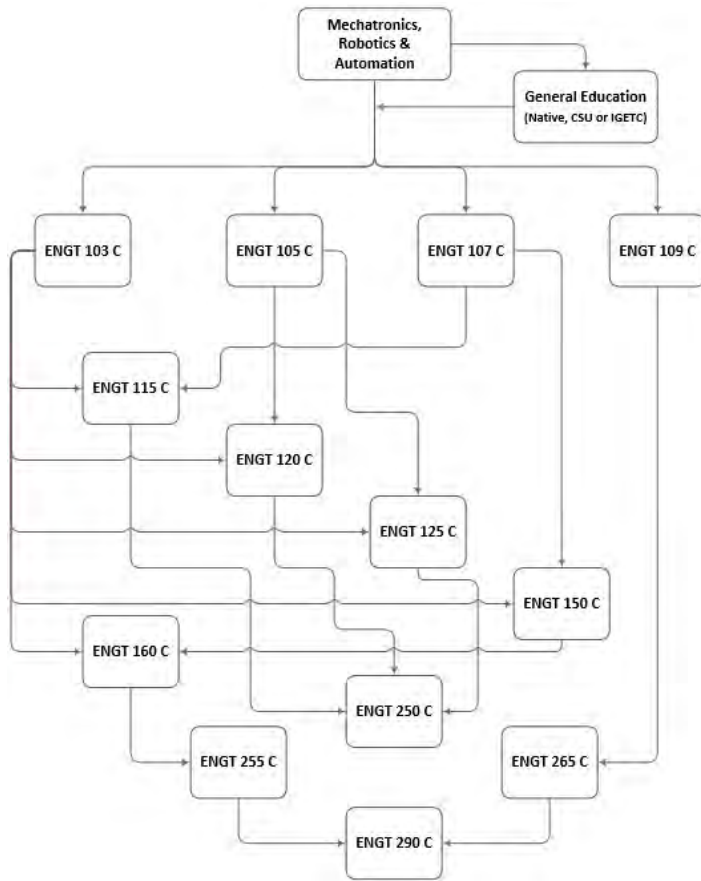 Mechatronics,
Robotics &
Automation
General Education
(Native, CSU or IGETC)
ENGT 103 C
ENGT 105 C
ENGT 107 C
ENGT 109 C
ENGT 115 C
ENGT 120 C
ENGT 125 C
ENGT 150 C
ENGT 160 C
ENGT 250 C
ENGT 255 C
ENGT 265 C
ENGT 290 C